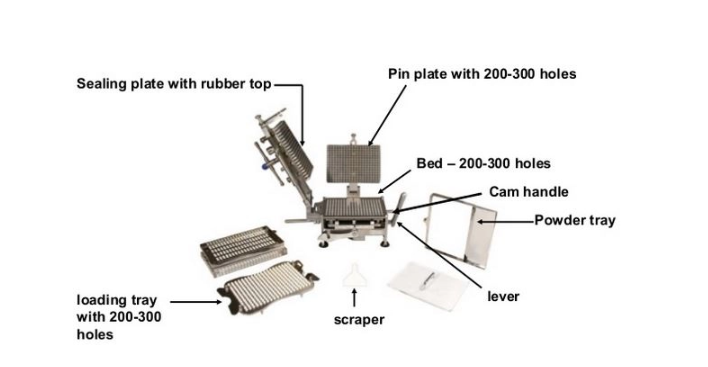 Pin plate with 200-300 holes
Sealing plate with rubber top
Bed – 200-300 holes
Cam handle
Powder tray
lever
loading tray
with 200-300
holes
scraper